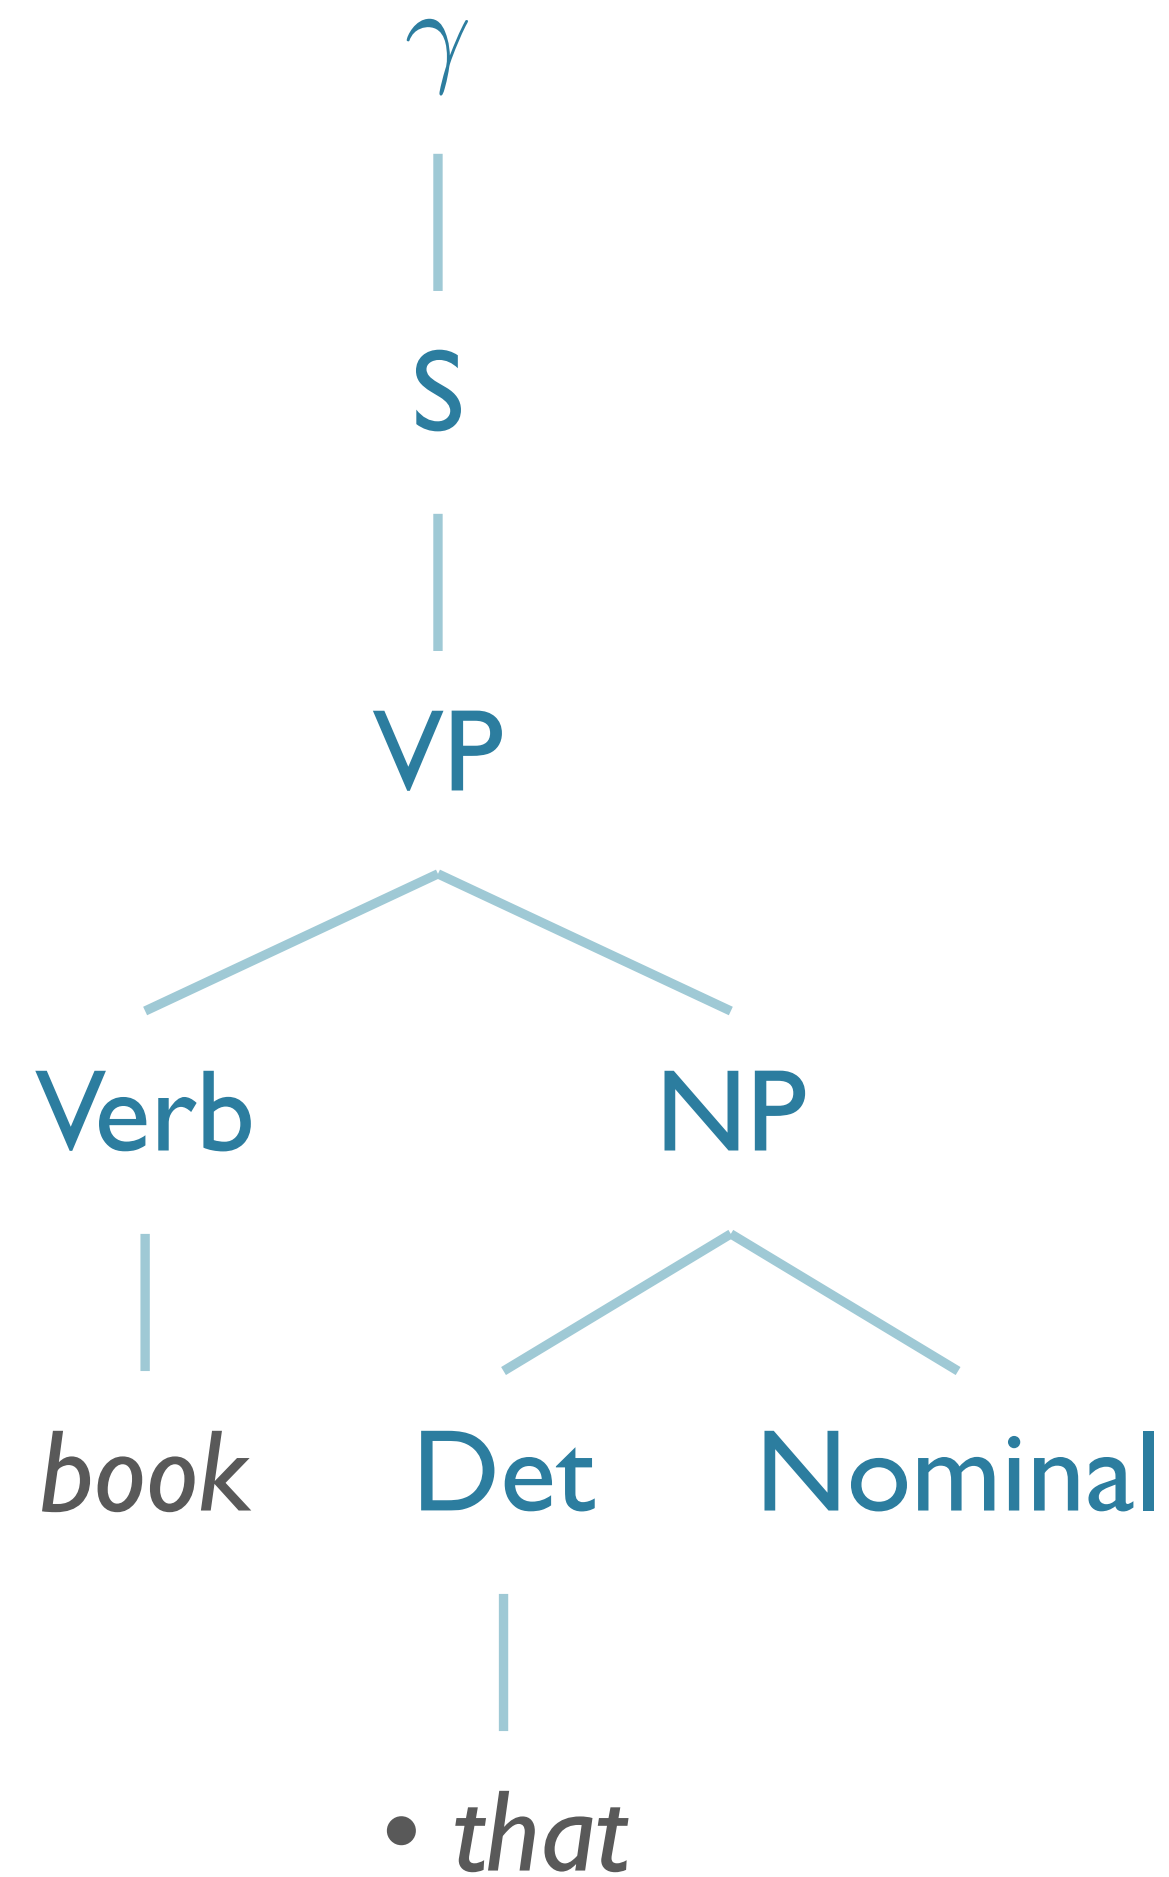 γ
S
VP
Verb NP
book Det Nominal
• that